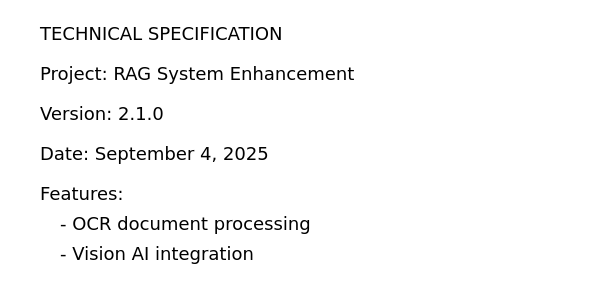 TECHNICAL SPECIFICATION
Project: RAG System Enhancement
Version: 2.1.0
Date: September 4, 2025
Features:
- OCR document processing
- Vision AI integration